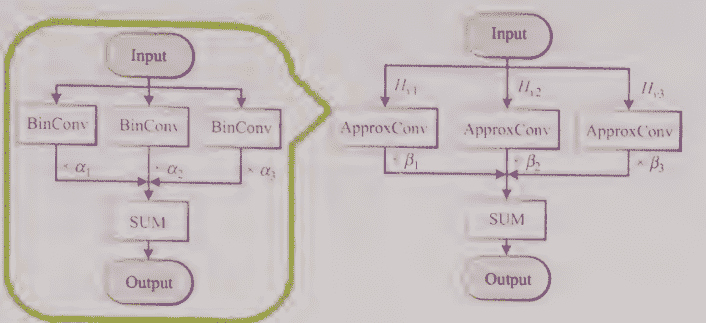 Input
BinConv
BinConv
BinConv
× α₁
× α₂
× α₃
SUM
Output
Input
Hᵥ₁
Hᵥ₂
Hᵥ₃
ApproxConv
ApproxConv
ApproxConv
× β₁
× β₂
× β₃
SUM
Output